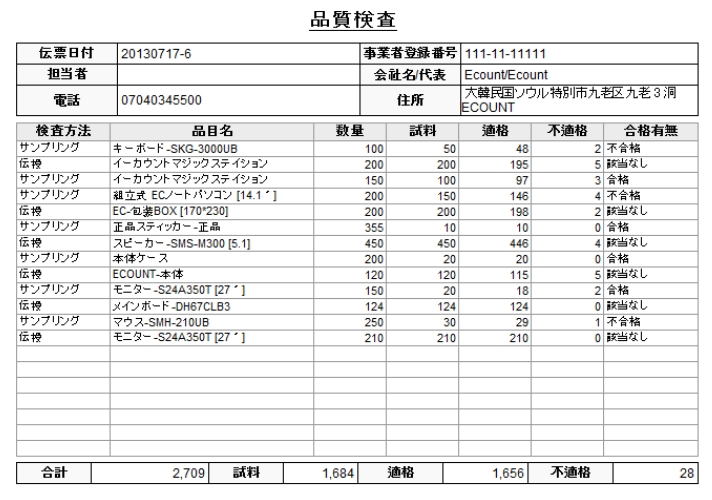 品質検査
伝票日付 20130717-6 事業者登録番号 111-11-11111
担当者 会社名/代表 Ecount/Ecount
電話 07040345500 住所 大韓民国ソウル特別市九老区九老3洞
ECOUNT
検査方法 品目名 数量 試料 適格 不適格 合格有無
サンプリング キーボード-SKG-3000UB 100 50 48 2 不合格
伝授 イーカウントマジックステイション 200 200 195 5 該当なし
サンプリング イーカウントマジックステイション 150 100 97 3 合格
サンプリング 組立式 ECノートパソコン [14.1 ″] 200 150 146 4 不合格
伝授 EC-包装BOX [170*230] 200 200 198 2 該当なし
サンプリング 正品スティッカー-正品 355 10 10 0 合格
伝授 スピーカー-SMS-M300 [5.1] 450 450 446 4 該当なし
サンプリング 本体ケース 200 20 20 0 合格
伝授 ECOUNT-本体 120 120 115 5 該当なし
サンプリング モニター-S24A350T [27 ″] 150 20 18 2 合格
伝授 メインボード-DH67CLB3 124 124 124 0 該当なし
サンプリング マウス-SMH-210UB 250 30 29 1 不合格
伝授 モニター-S24A350T [27 ″] 210 210 210 0 該当なし
合計 2,709 試料 1,684 適格 1,656 不適格 28